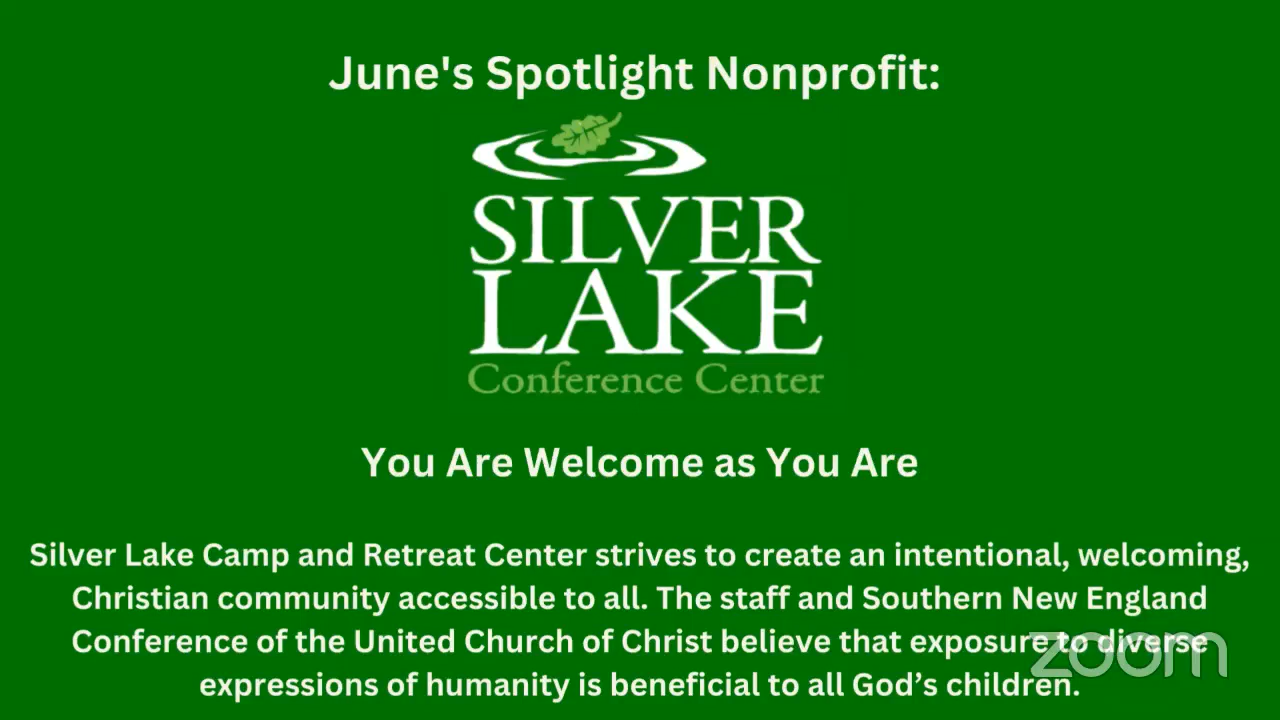 June's Spotlight Nonprofit:
SILVER
LAKE
Conference Center
You Are Welcome as You Are
Silver Lake Camp and Retreat Center strives to create an intentional, welcoming,
Christian community accessible to all. The staff and Southern New England
Conference of the United Church of Christ believe that exposure to diverse
expressions of humanity is beneficial to all God’s children.
zoom